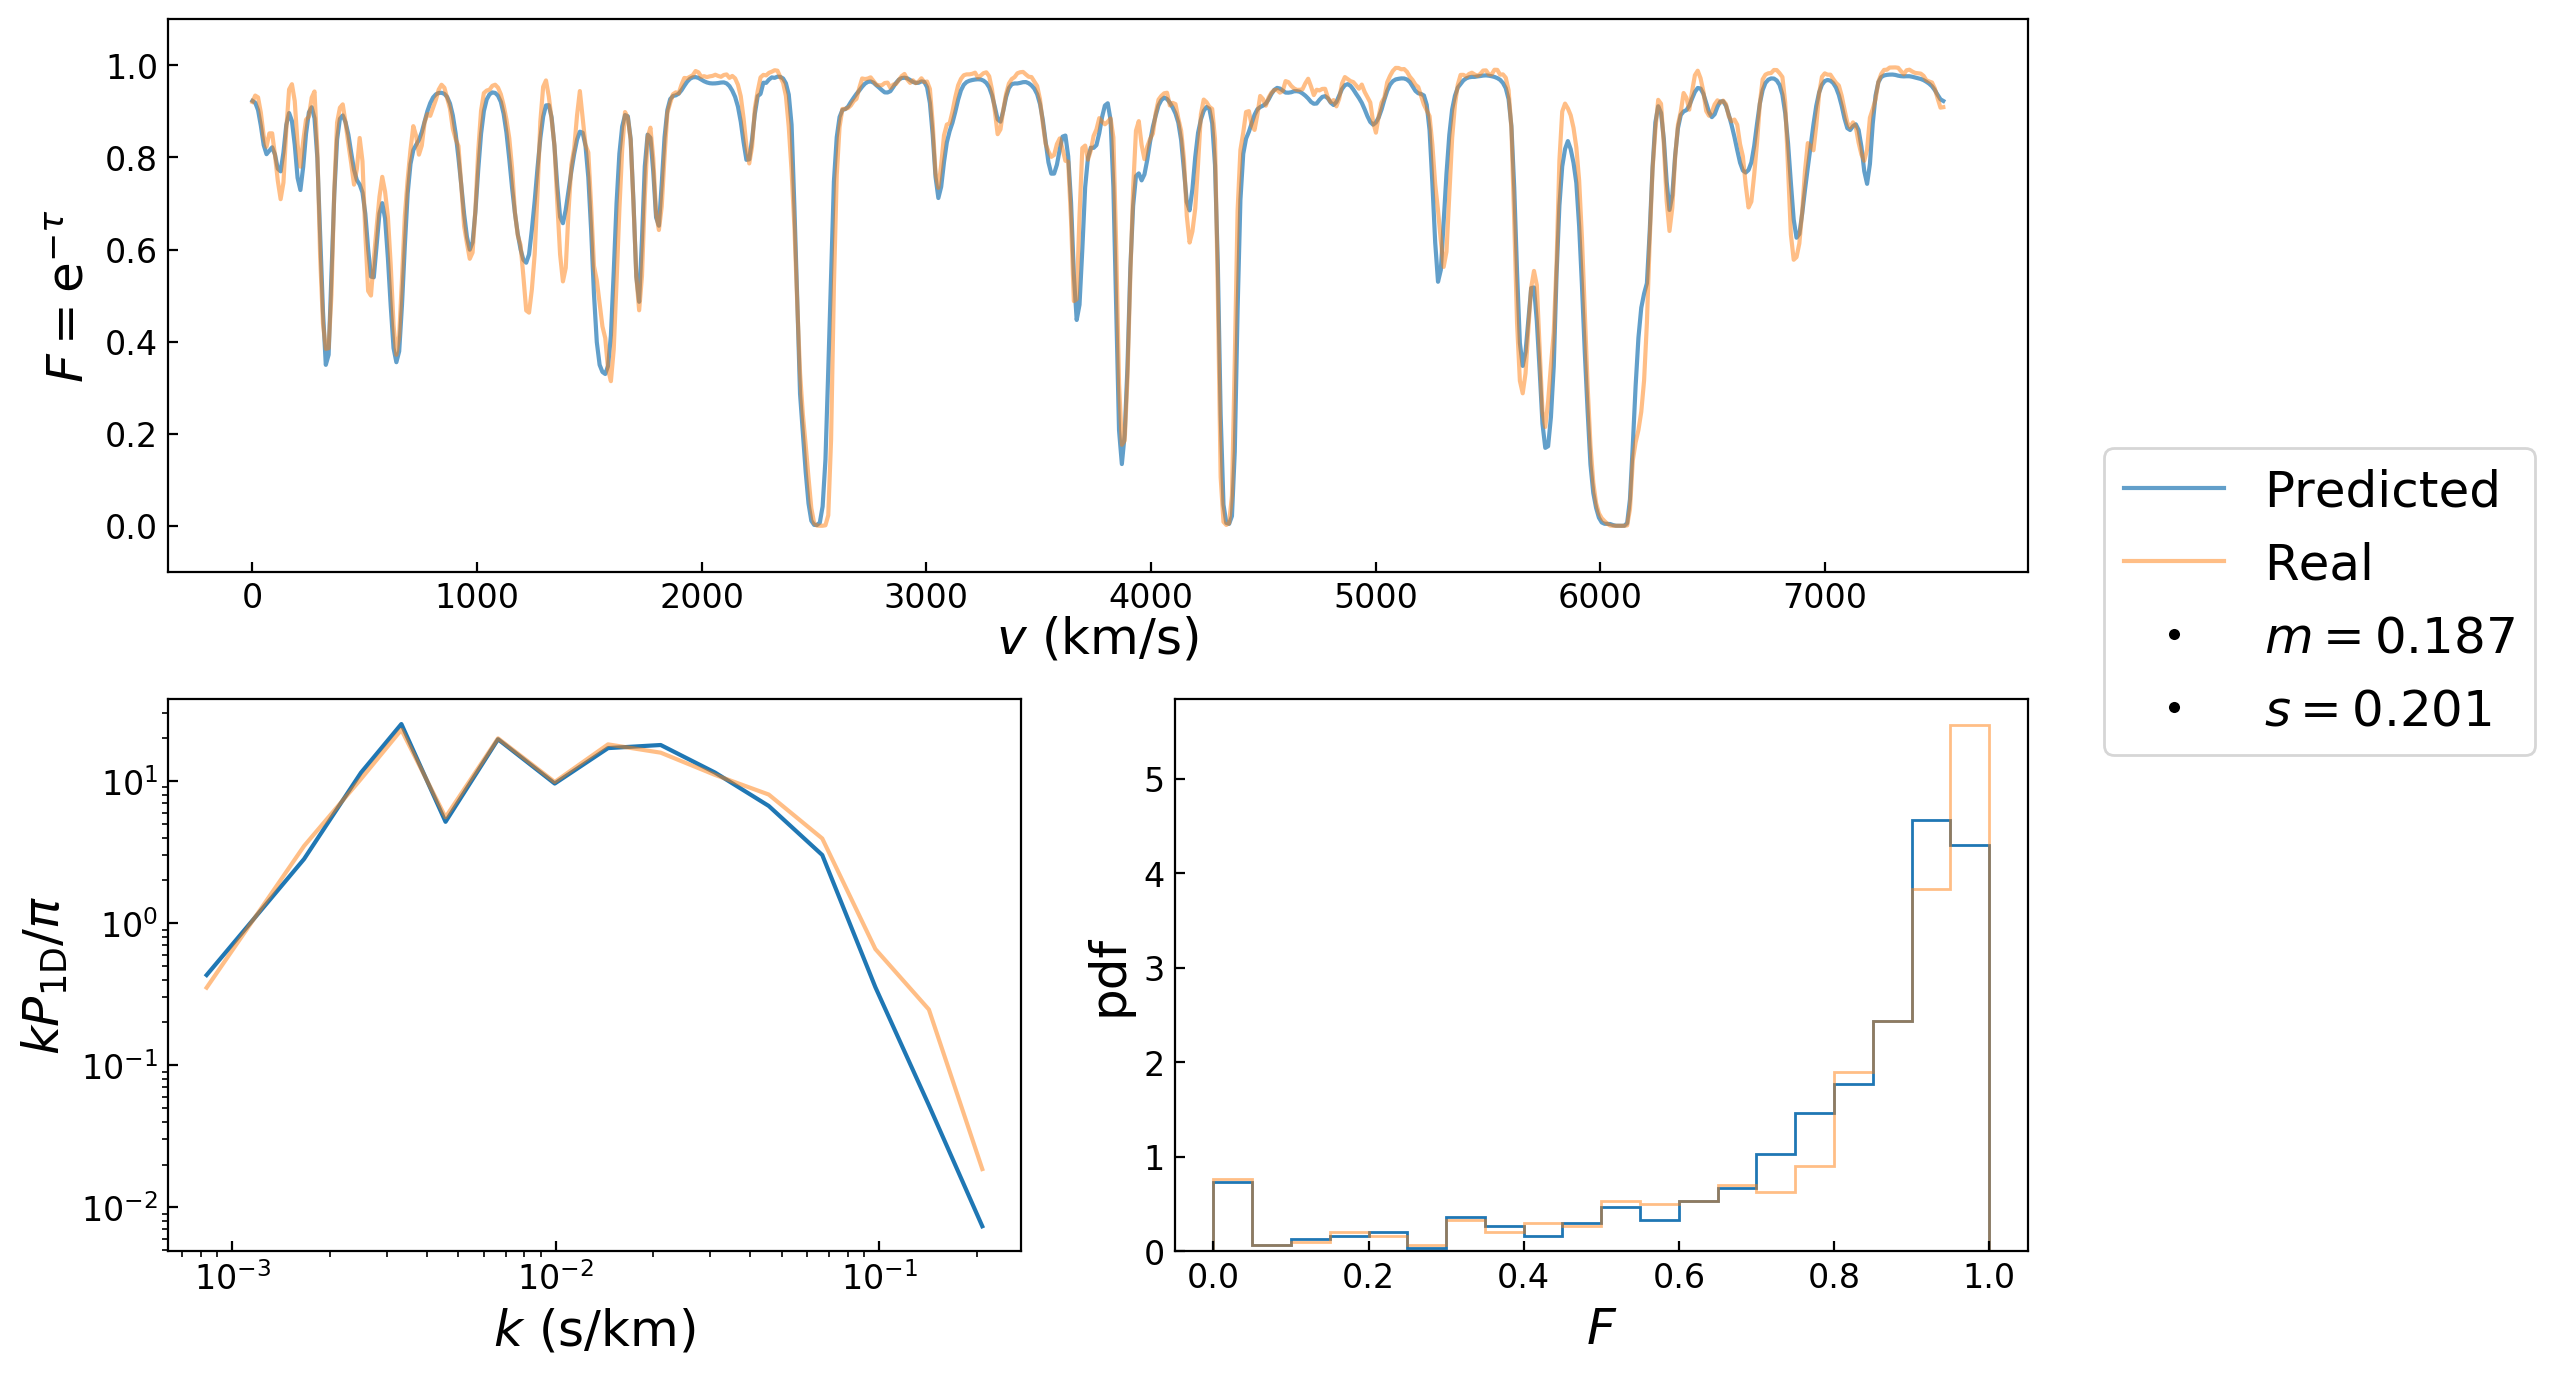 1.0
0.8
0.6
0.4
0.2
0.0
F = e^{−τ}
0 1000 2000 3000 4000 5000 6000 7000
v (km/s)
Predicted
Real
m = 0.187
s = 0.201
10^1
10^0
10^{−1}
10^{−2}
kP_{1D}/π
10^{−3} 10^{−2} 10^{−1}
k (s/km)
5
4
3
2
1
0
pdf
0.0 0.2 0.4 0.6 0.8 1.0
F